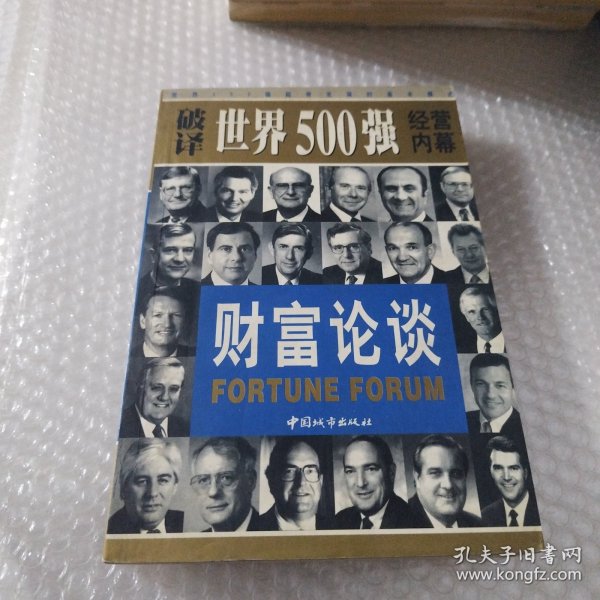 破译
世界500强
经营
内幕
财富论谈
FORTUNE FORUM
中国城市出版社
孔夫子旧书网
www.kongfz.com